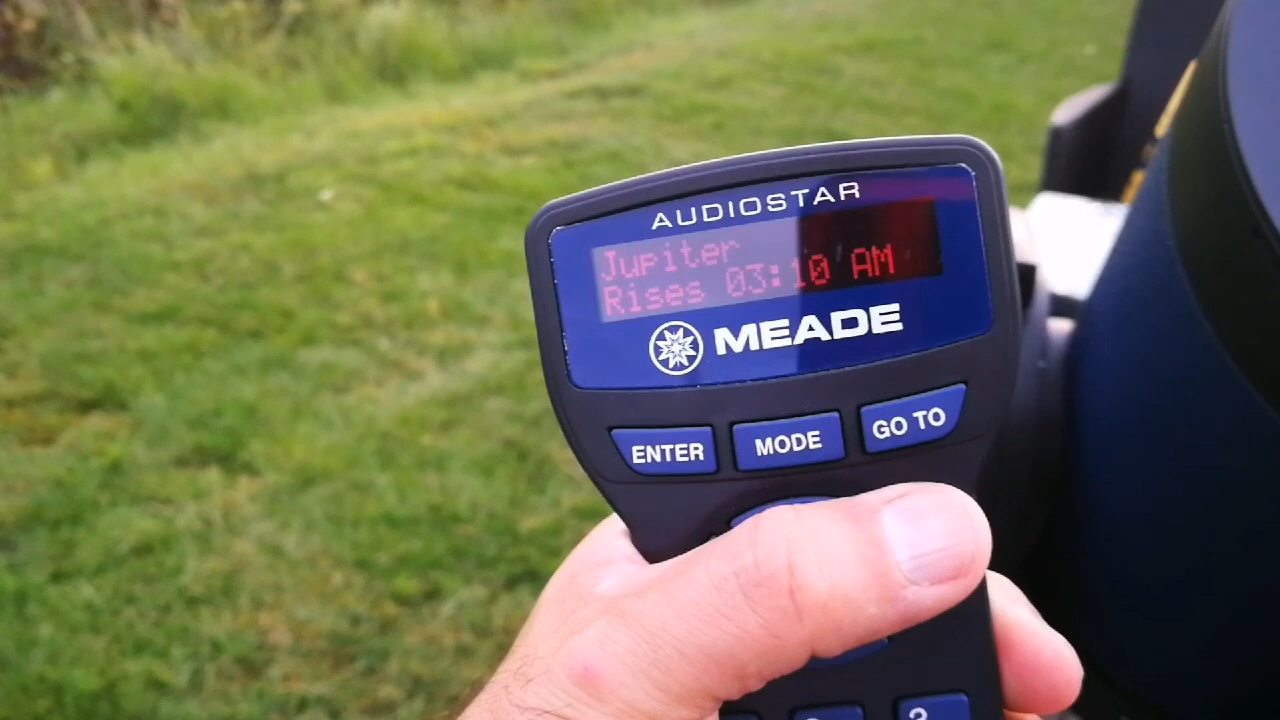 AUDIOSTAR
Jupiter
Rises 03:10 AM
MEADE
ENTER
MODE
GO TO